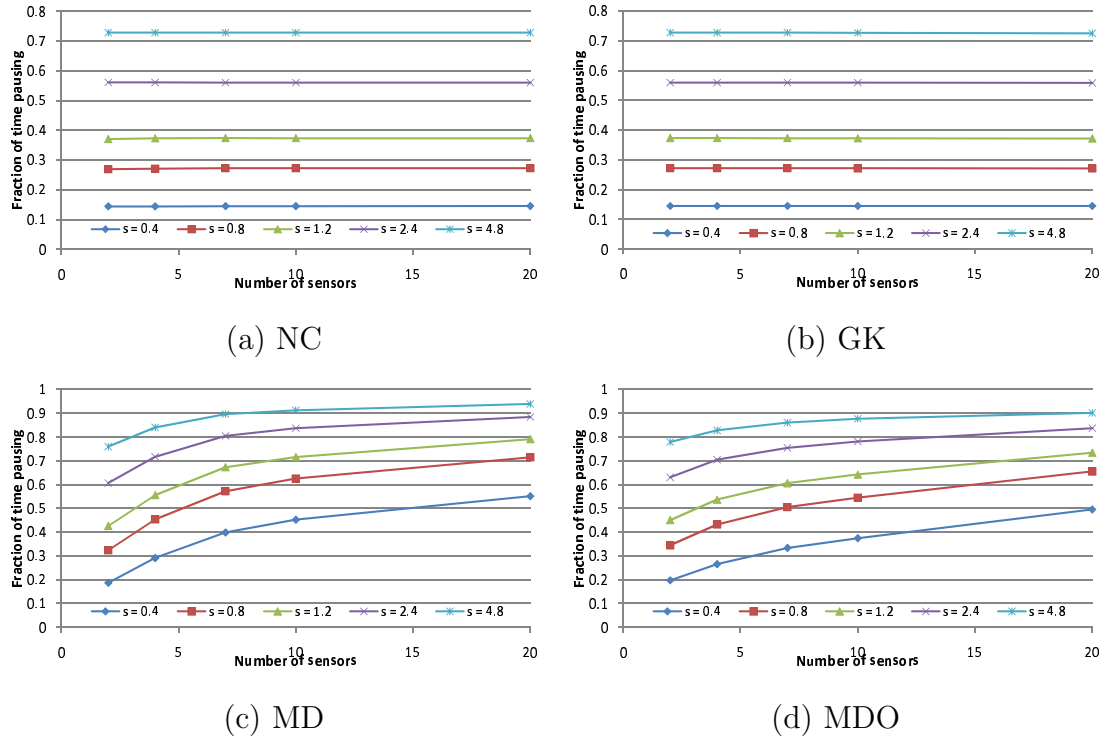 Fraction of time pausing
0.8
0.7
0.6
0.5
0.4
0.3
0.2
0.1
0
s = 0.4 s = 0.8 s = 1.2 s = 2.4 s = 4.8
0 5 10 15 20
Number of sensors
(a) NC
Fraction of time pausing
0.8
0.7
0.6
0.5
0.4
0.3
0.2
0.1
0
s = 0.4 s = 0.8 s = 1.2 s = 2.4 s = 4.8
0 5 10 15 20
Number of sensors
(b) GK
Fraction of time pausing
1
0.9
0.8
0.7
0.6
0.5
0.4
0.3
0.2
0.1
0
s = 0.4 s = 0.8 s = 1.2 s = 2.4 s = 4.8
0 5 10 15 20
Number of sensors
(c) MD
Fraction of time pausing
1
0.9
0.8
0.7
0.6
0.5
0.4
0.3
0.2
0.1
0
s = 0.4 s = 0.8 s = 1.2 s = 2.4 s = 4.8
0 5 10 15 20
Number of sensors
(d) MDO